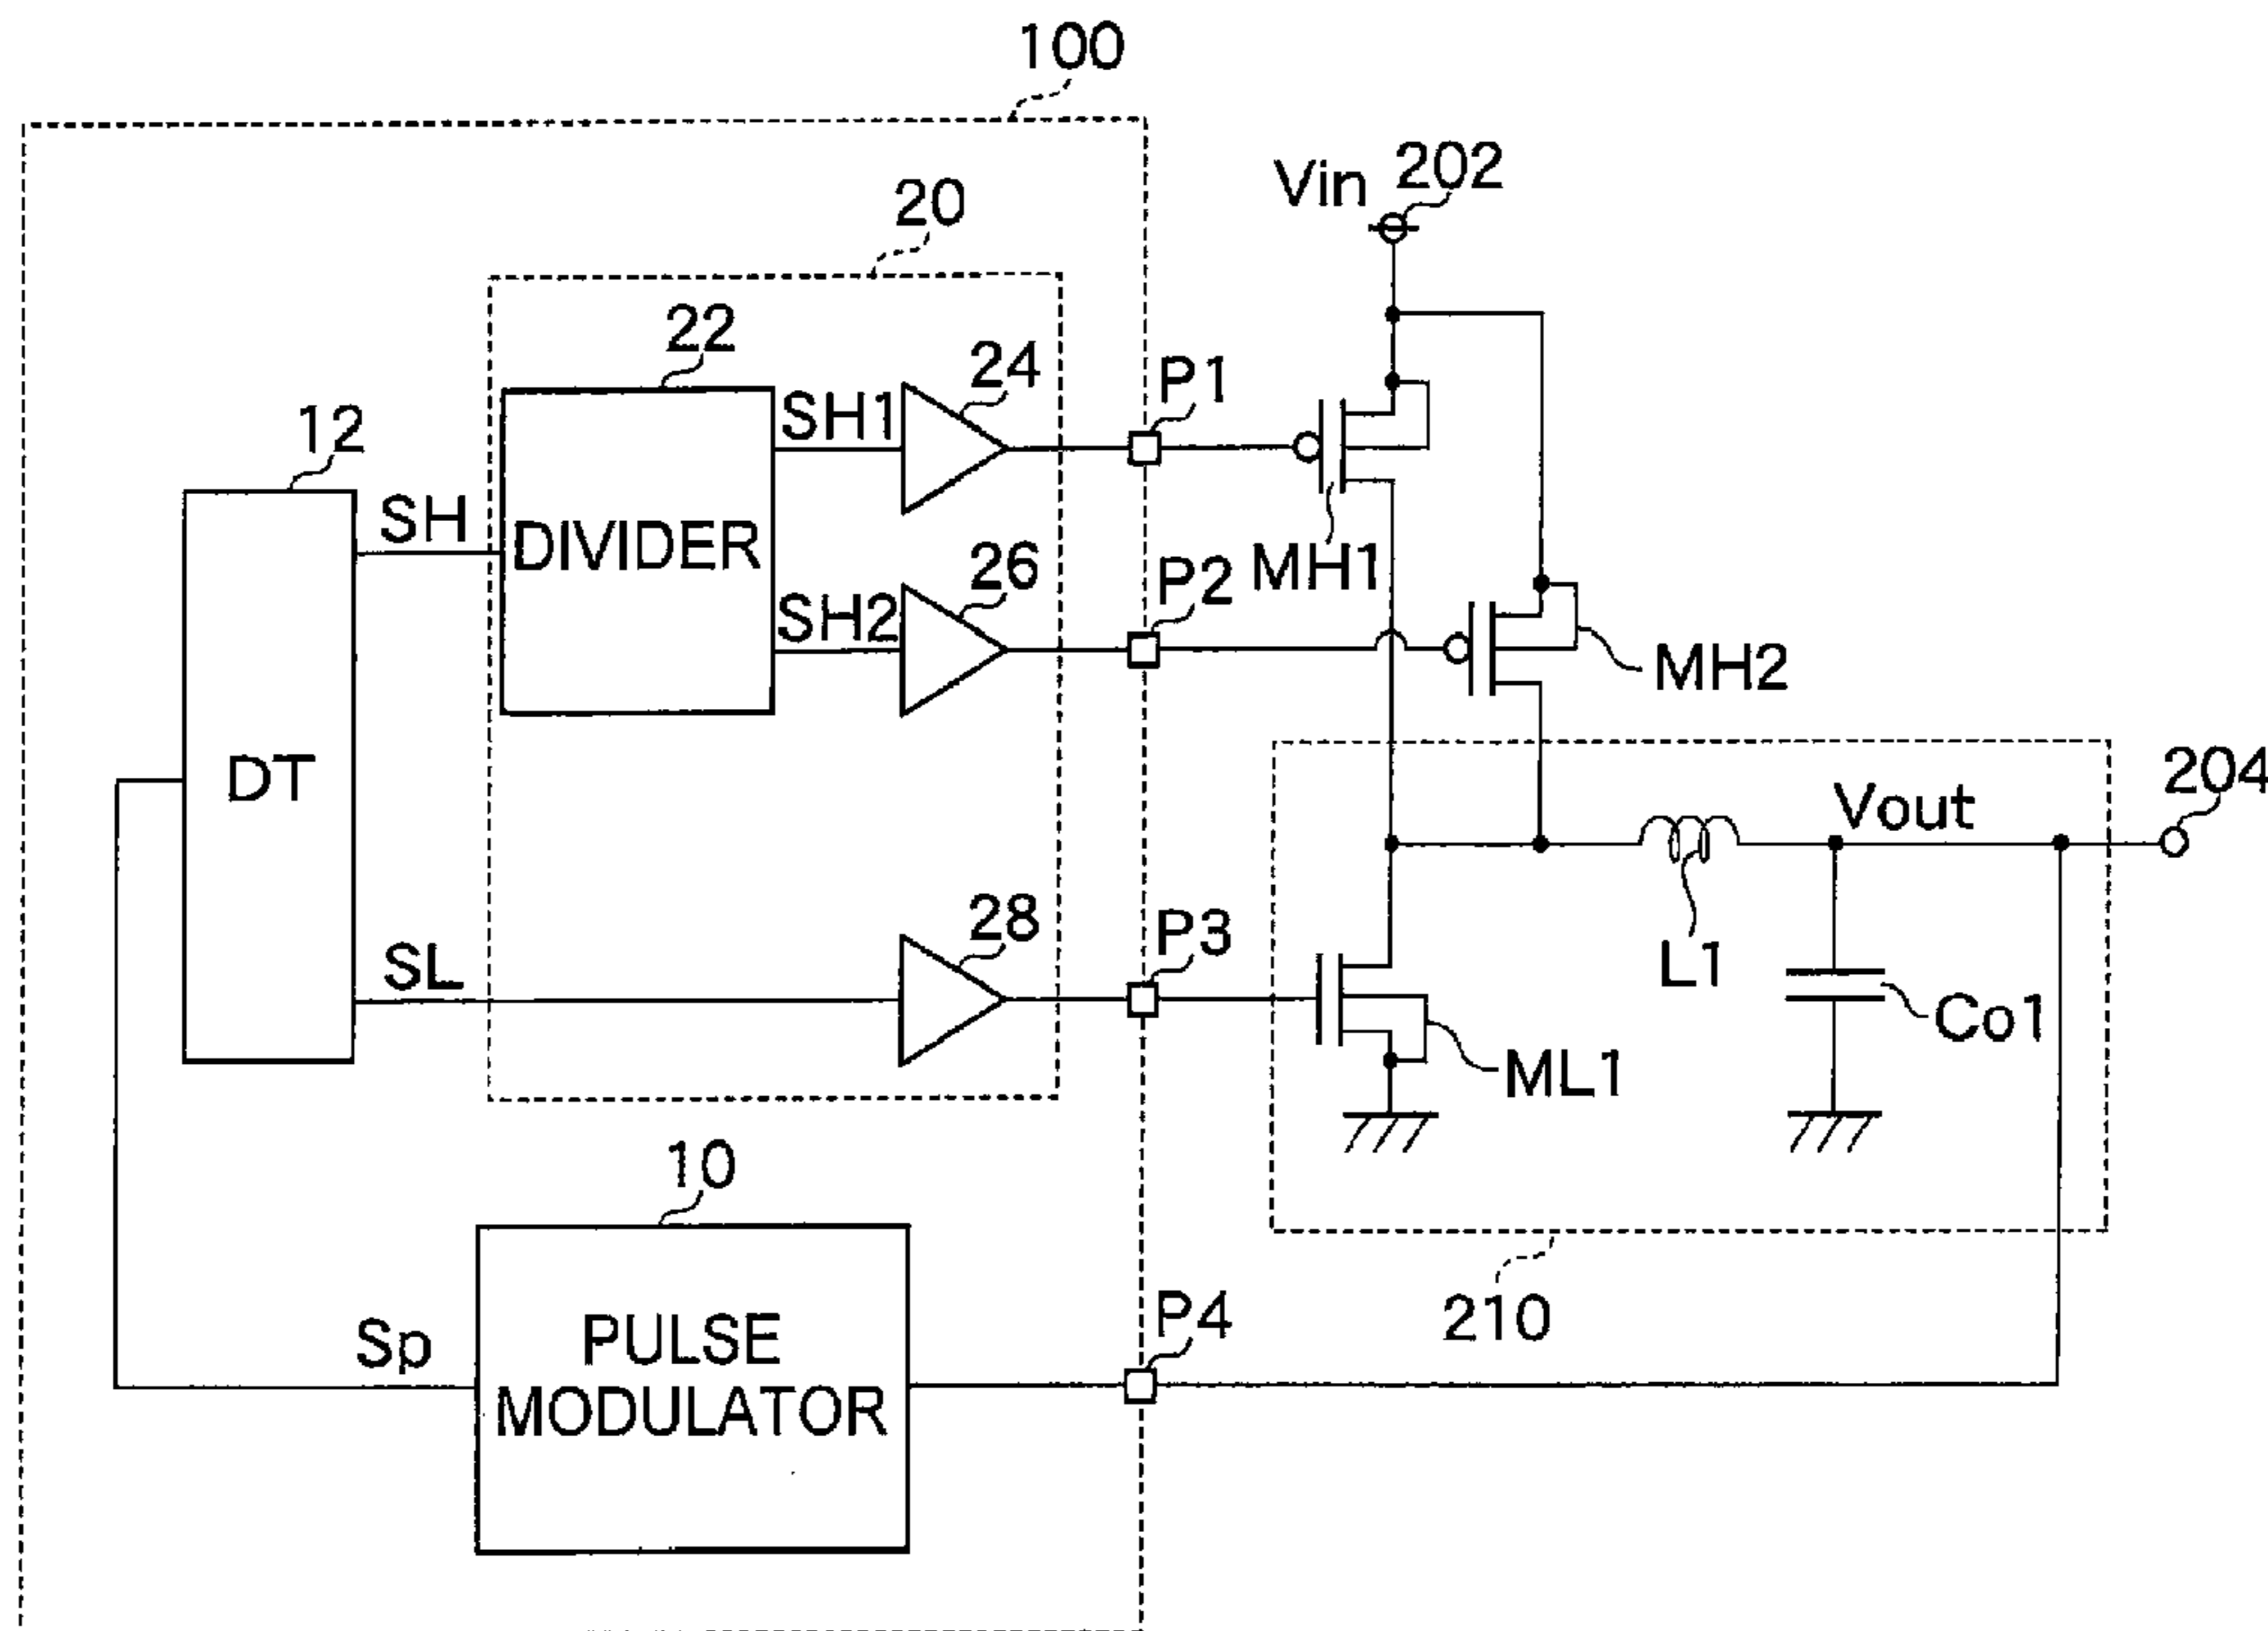 100
Vin
202
20
22
24
P1
SH1
12
SH
DIVIDER
MH1
26
P2
SH2
MH2
DT
Vout
204
28
P3
SL
L1
Co1
ML1
10
Sp
PULSE
MODULATOR
P4
210